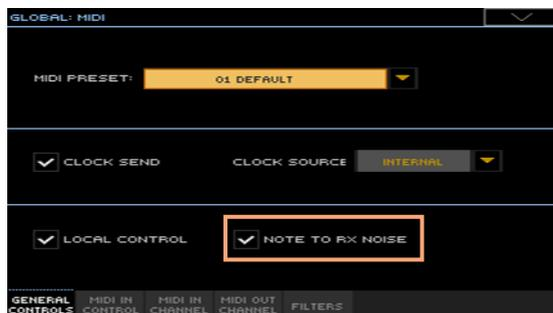 GLOBAL: MIDI
MIDI PRESET: 01 DEFAULT
CLOCK SEND CLOCK SOURCE INTERNAL
LOCAL CONTROL NOTE TO RX NOISE
GENERAL MIDI IN MIDI IN MIDI OUT FILTERS
CONTROLS CONTROL CHANNEL CHANNEL